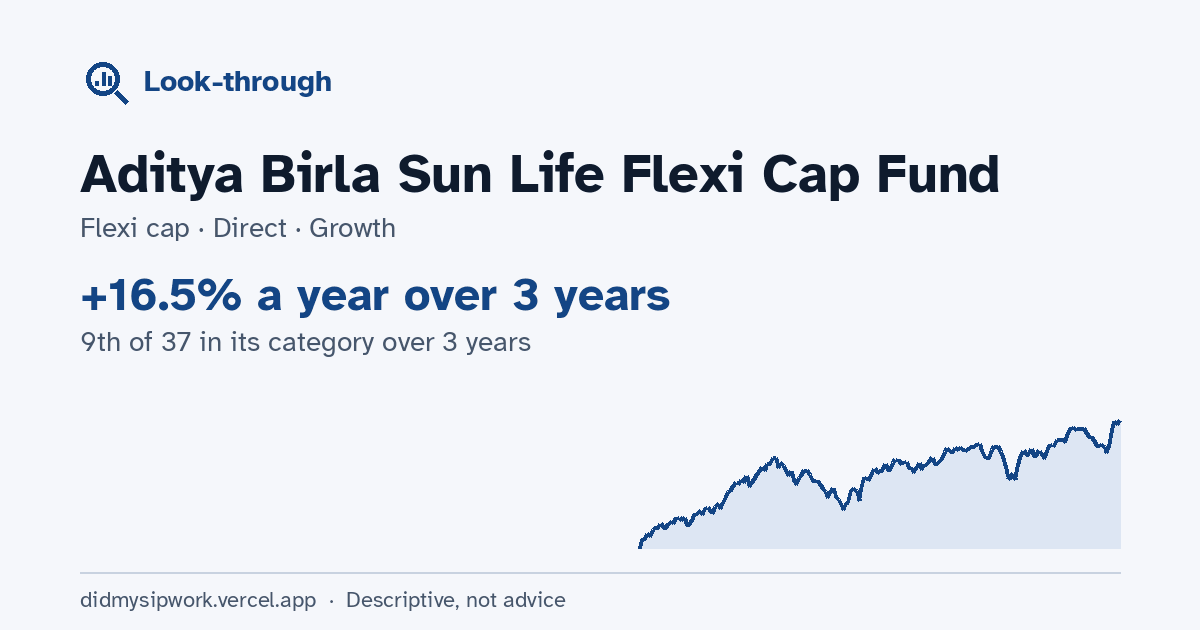 Look-through
Aditya Birla Sun Life Flexi Cap Fund
Flexi cap · Direct · Growth
+16.5% a year over 3 years
9th of 37 in its category over 3 years
didmysipwork.vercel.app · Descriptive, not advice